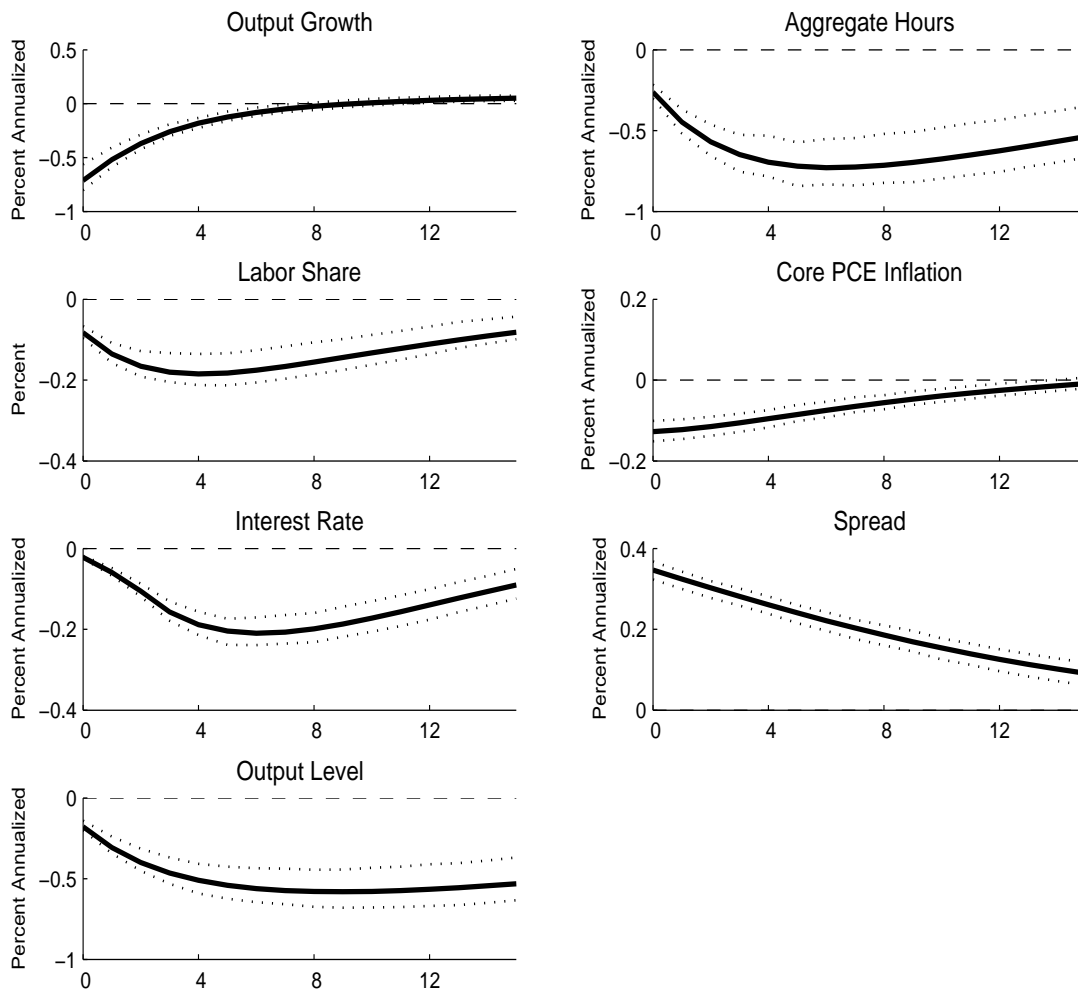 Output Growth
Percent Annualized
0.5
0
−0.5
−1
0 4 8 12
Aggregate Hours
Percent Annualized
0
−0.5
−1
0 4 8 12
Labor Share
Percent
0
−0.2
−0.4
0 4 8 12
Core PCE Inflation
Percent Annualized
0.2
0
−0.2
0 4 8 12
Interest Rate
Percent Annualized
0
−0.2
−0.4
0 4 8 12
Spread
Percent Annualized
0.4
0.2
0
0 4 8 12
Output Level
Percent Annualized
0
−0.5
−1
0 4 8 12